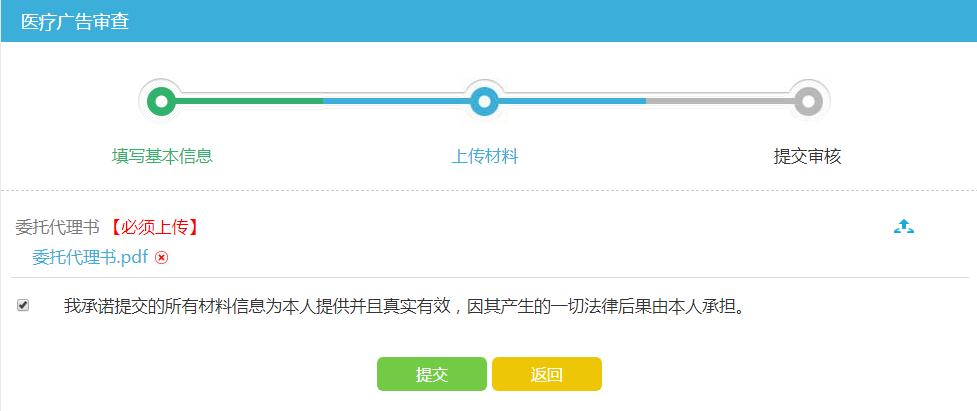 医疗广告审查
填写基本信息 上传材料 提交审核
委托代理书 【必须上传】
委托代理书.pdf
我承诺提交的所有材料信息为本人提供并且真实有效，因其产生的一切法律后果由本人承担。
提交 返回